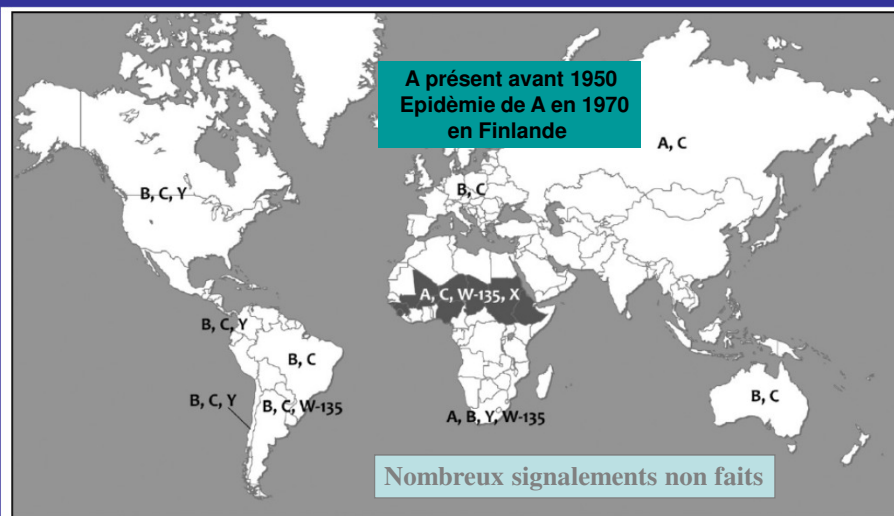 A présent avant 1950
Epidèmie de A en 1970
en Finlande
A, C
B, C, Y
B, C
A, C, W-135, X
B, C, Y
B, C
B, C, Y
B, C, W-135
A, B, Y, W-135
B, C
Nombreux signalements non faits